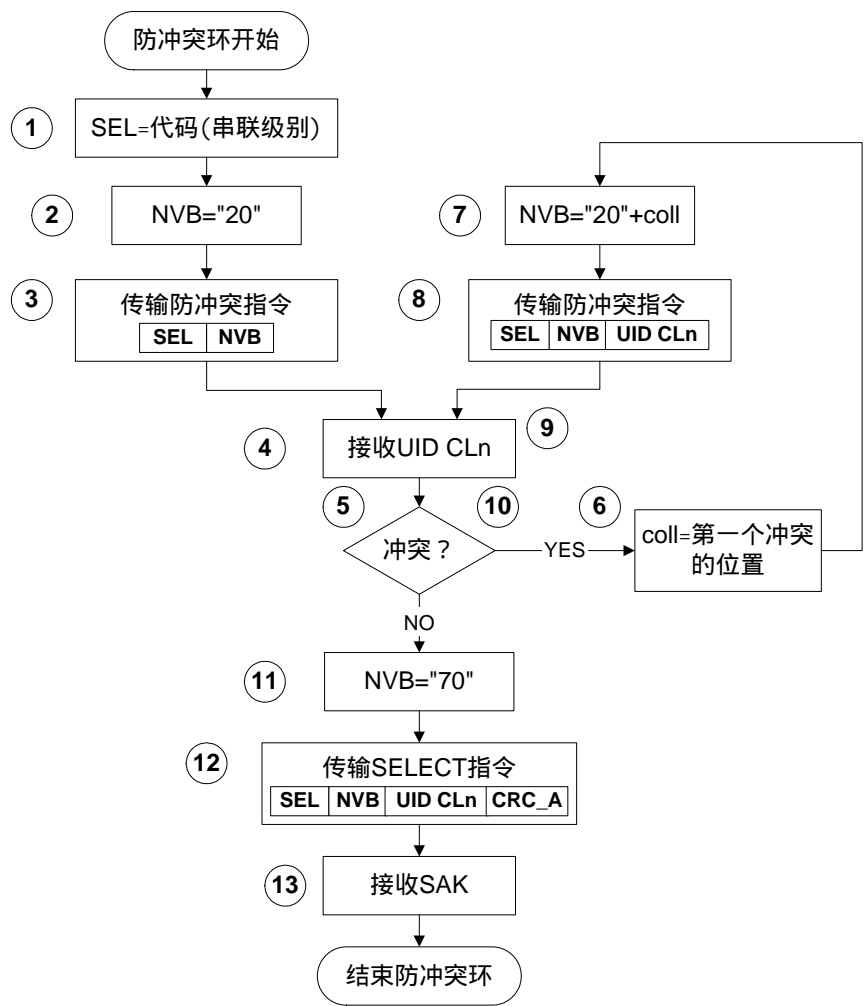 防冲突环开始
1
SEL=代码(串联级别)
2
NVB="20"
7
NVB="20"+coll
3
传输防冲突指令
SEL NVB
8
传输防冲突指令
SEL NVB UID CLn
4
接收UID CLn
9
5
10
6
冲突？
YES
coll=第一个冲突
的位置
NO
11
NVB="70"
12
传输SELECT指令
SEL NVB UID CLn CRC_A
13
接收SAK
结束防冲突环